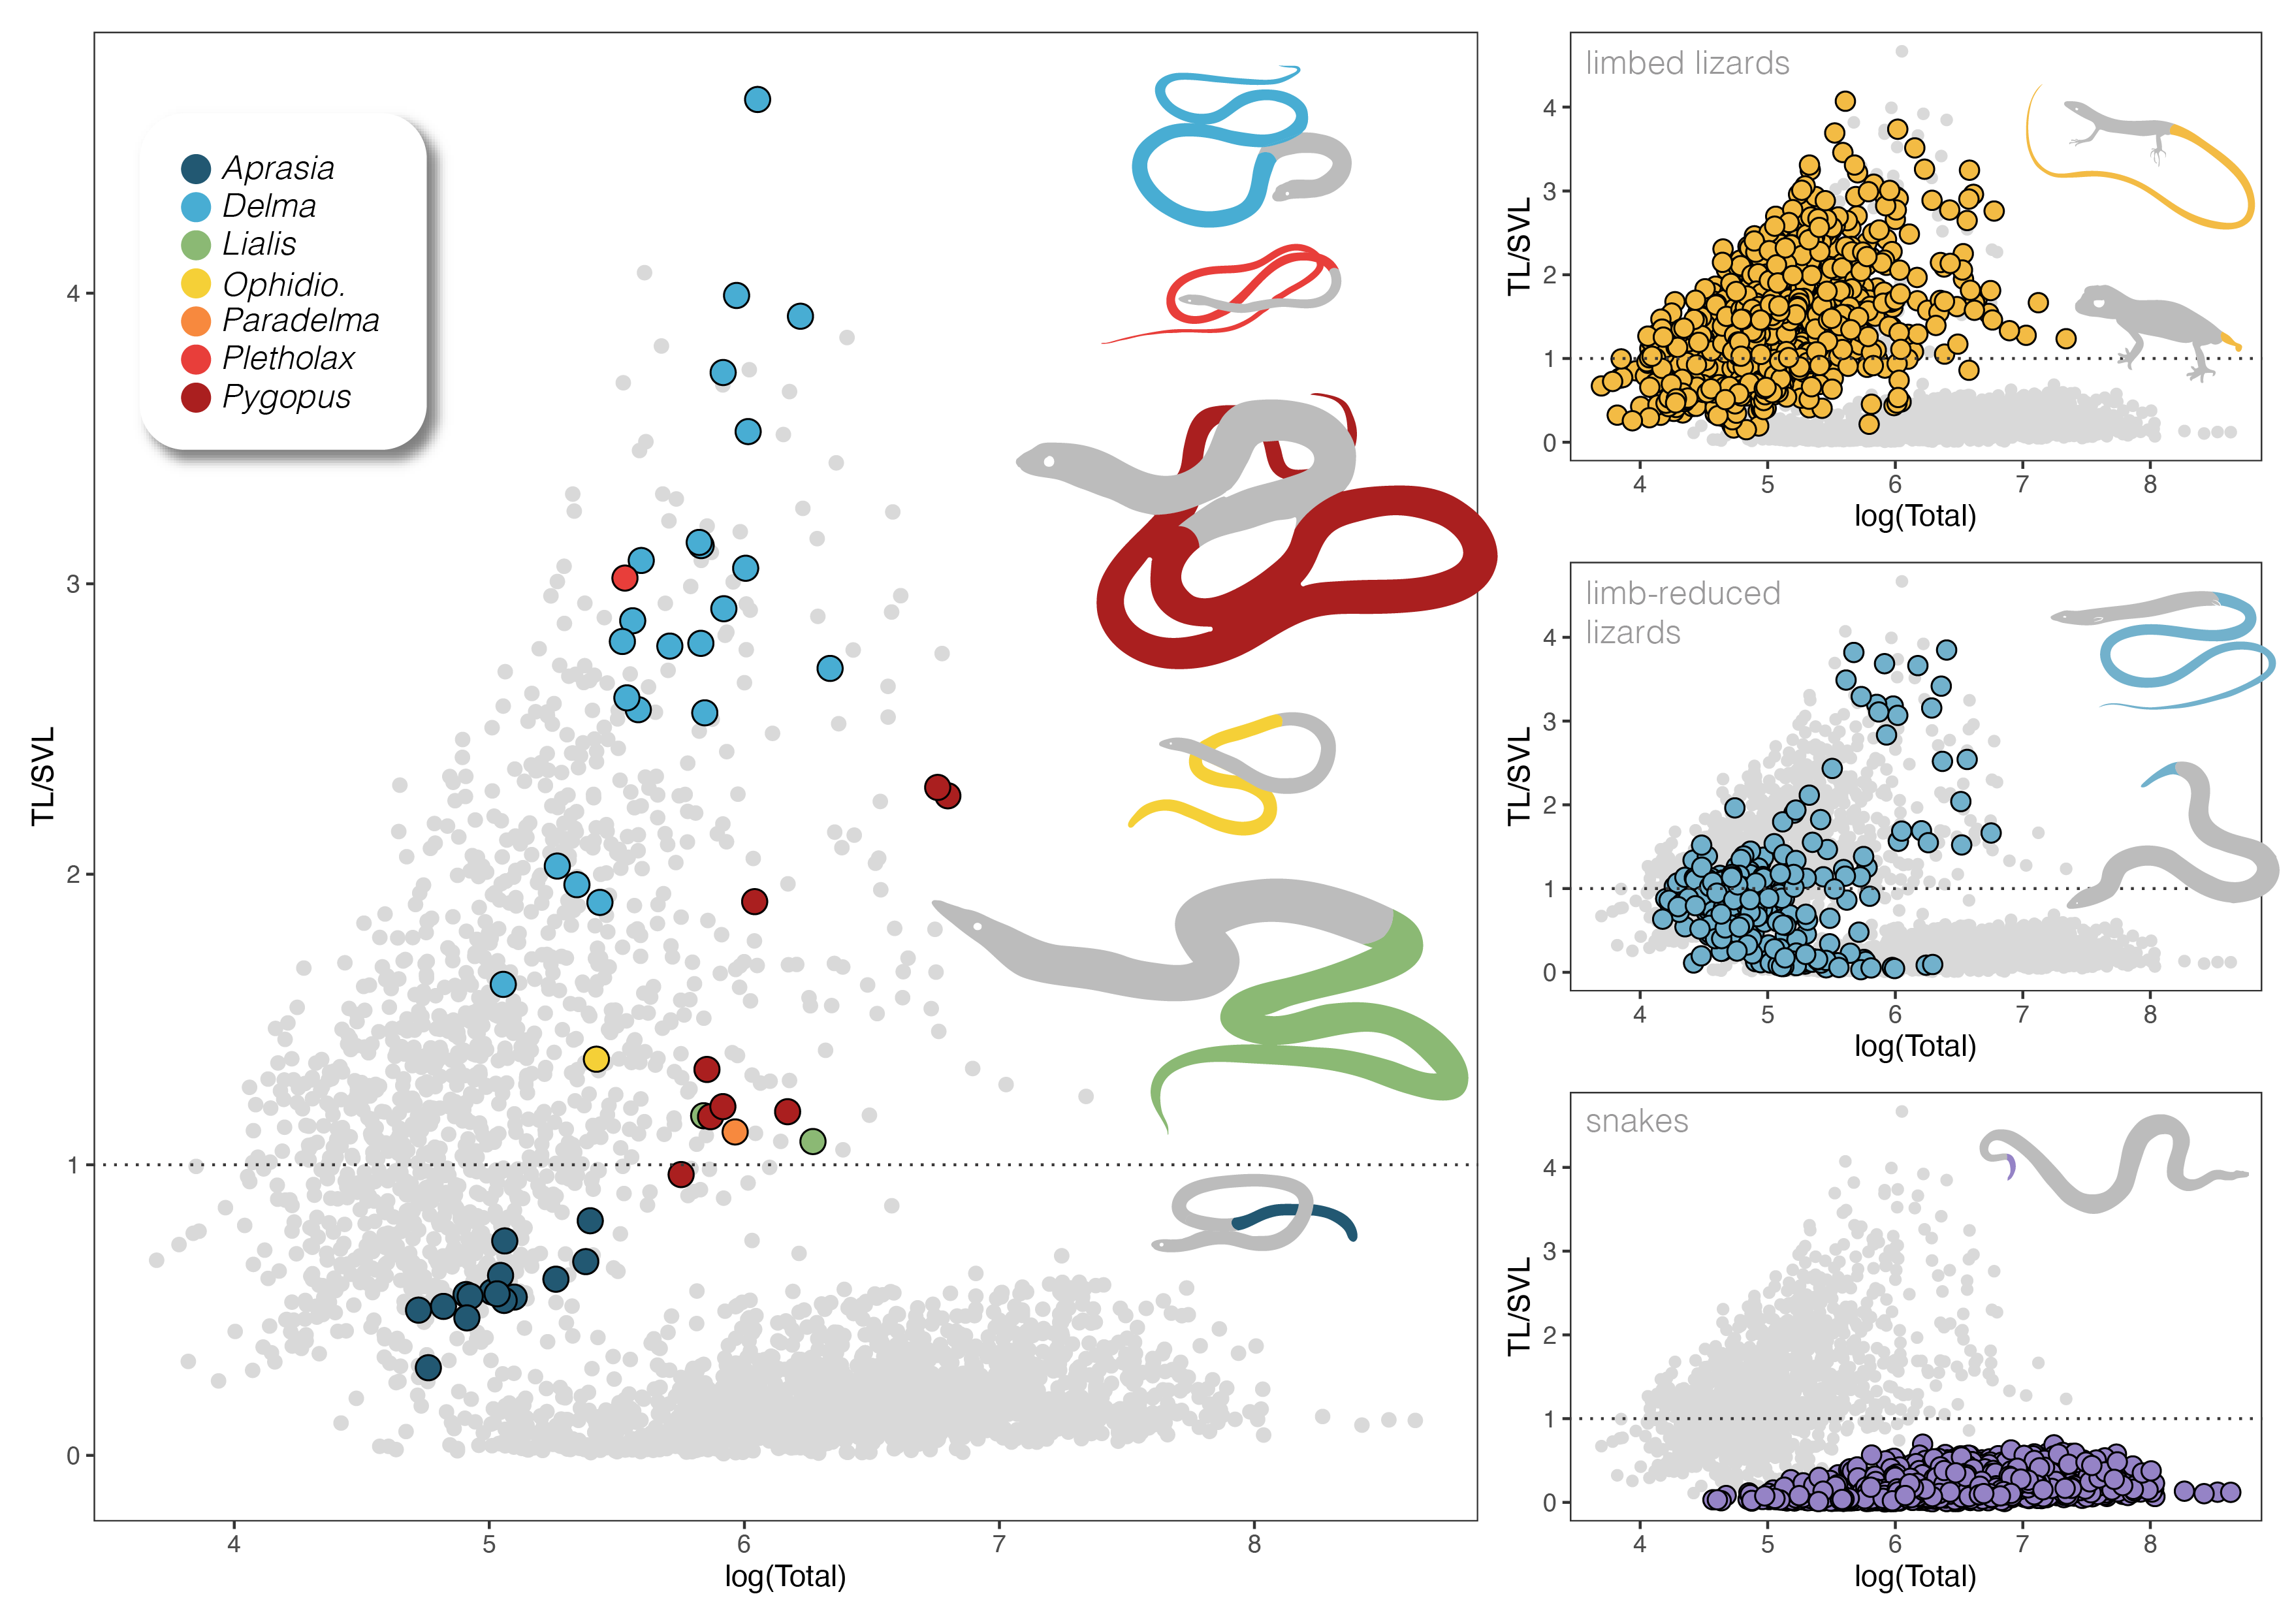 Aprasia
Delma
Lialis
Ophidio.
Paradelma
Pletholax
Pygopus
TL/SVL
4
3
2
1
0
4 5 6 7 8
log(Total)
limbed lizards
TL/SVL
4
3
2
1
0
4 5 6 7 8
log(Total)
limb-reduced
lizards
TL/SVL
4
3
2
1
0
4 5 6 7 8
log(Total)
snakes
TL/SVL
4
3
2
1
0
4 5 6 7 8
log(Total)